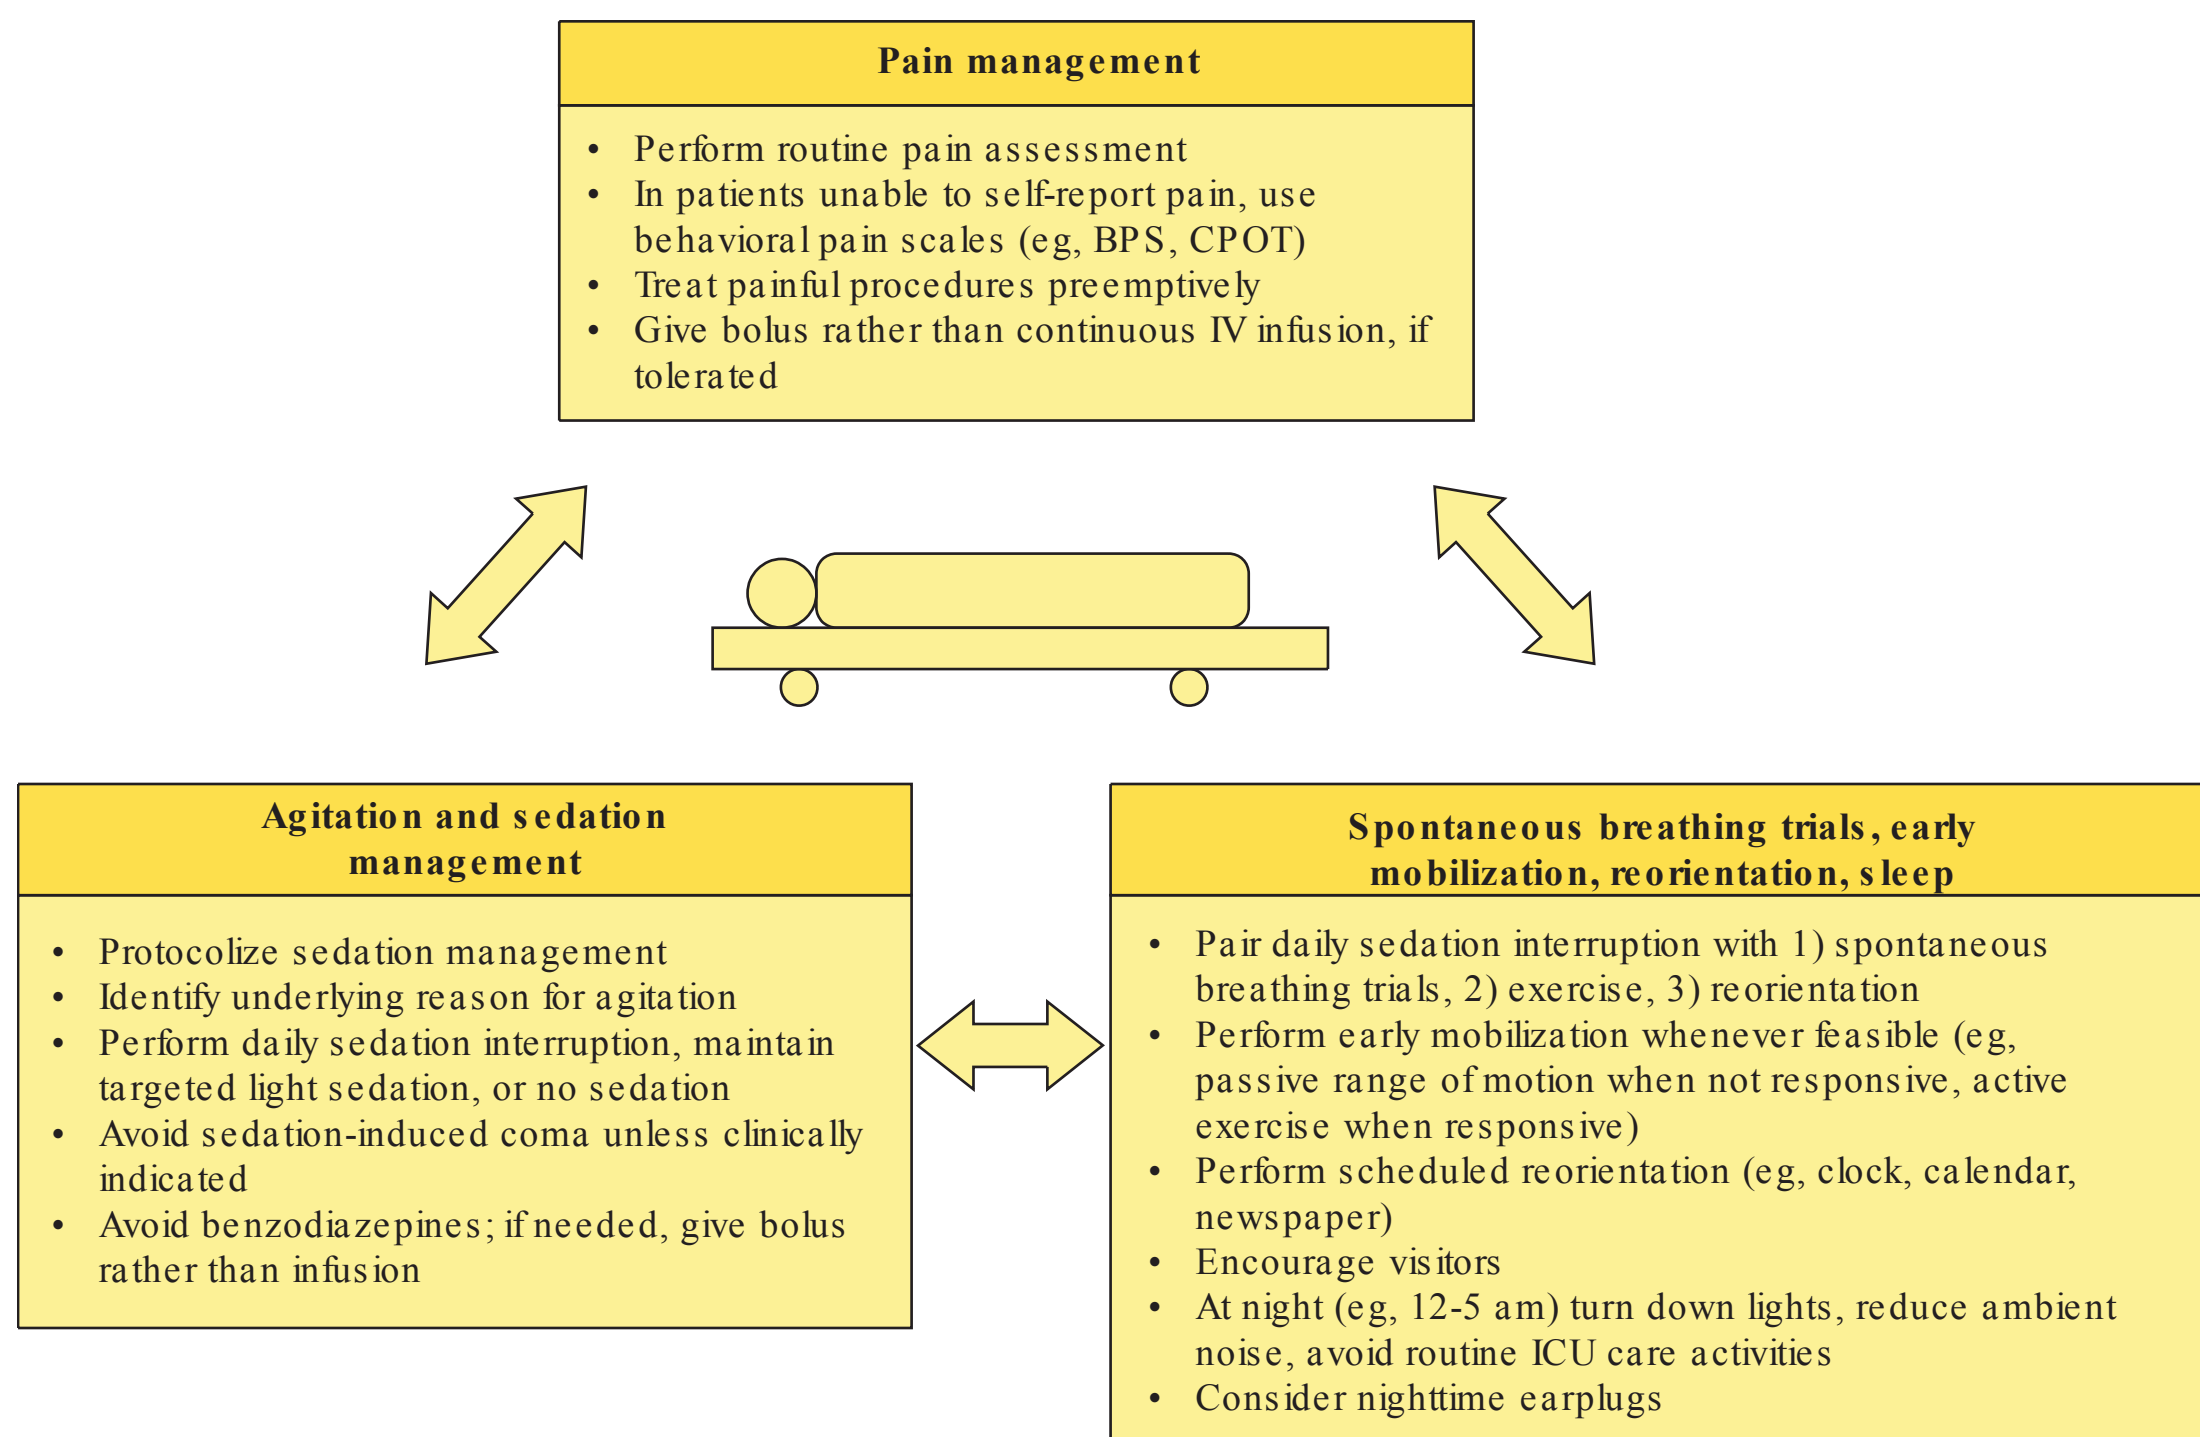 Pain management
• Perform routine pain assessment
• In patients unable to self-report pain, use
behavioral pain scales (eg, BPS, CPOT)
• Treat painful procedures preemptively
• Give bolus rather than continuous IV infusion, if
tolerated
Agitation and sedation
management
• Protocolize sedation management
• Identify underlying reason for agitation
• Perform daily sedation interruption, maintain
targeted light sedation, or no sedation
• Avoid sedation-induced coma unless clinically
indicated
• Avoid benzodiazepines; if needed, give bolus
rather than infusion
Spontaneous breathing trials, early
mobilization, reorientation, sleep
• Pair daily sedation interruption with 1) spontaneous
breathing trials, 2) exercise, 3) reorientation
• Perform early mobilization whenever feasible (eg,
passive range of motion when not responsive, active
exercise when responsive)
• Perform scheduled reorientation (eg, clock, calendar,
newspaper)
• Encourage visitors
• At night (eg, 12-5 am) turn down lights, reduce ambient
noise, avoid routine ICU care activities
• Consider nighttime earplugs